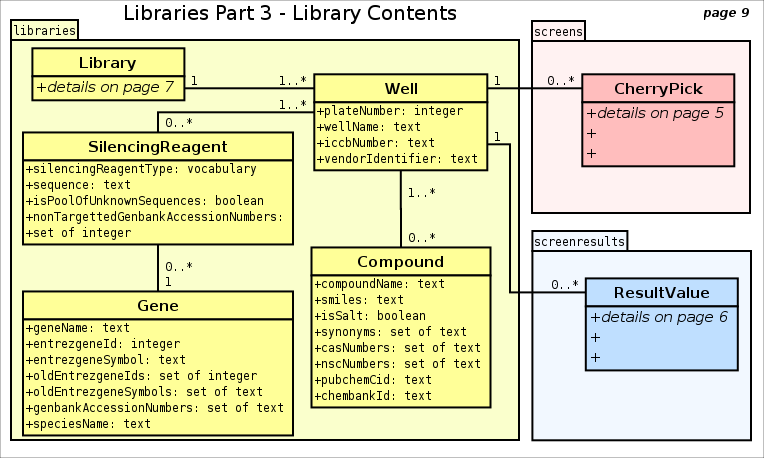 Libraries Part 3 - Library Contents
page 9
libraries
Library
+details on page 7
1
1..*
Well
+plateNumber: integer
+wellName: text
+iccbNumber: text
+vendorIdentifier: text
1..*
0..*
SilencingReagent
+silencingReagentType: vocabulary
+sequence: text
+isPoolOfUnknownSequences: boolean
+nonTargettedGenbankAccessionNumbers:
+set of integer
0..*
1
Gene
+geneName: text
+entrezgeneId: integer
+entrezgeneSymbol: text
+oldEntrezgeneIds: set of integer
+oldEntrezgeneSymbols: set of text
+genbankAccessionNumbers: set of text
+speciesName: text
1..*
0..*
Compound
+compoundName: text
+smiles: text
+isSalt: boolean
+synonyms: set of text
+casNumbers: set of text
+nscNumbers: set of text
+pubchemCid: text
+chembankId: text
screens
1
0..*
CherryPick
+details on page 5
+
+
screenresults
1
0..*
ResultValue
+details on page 6
+
+